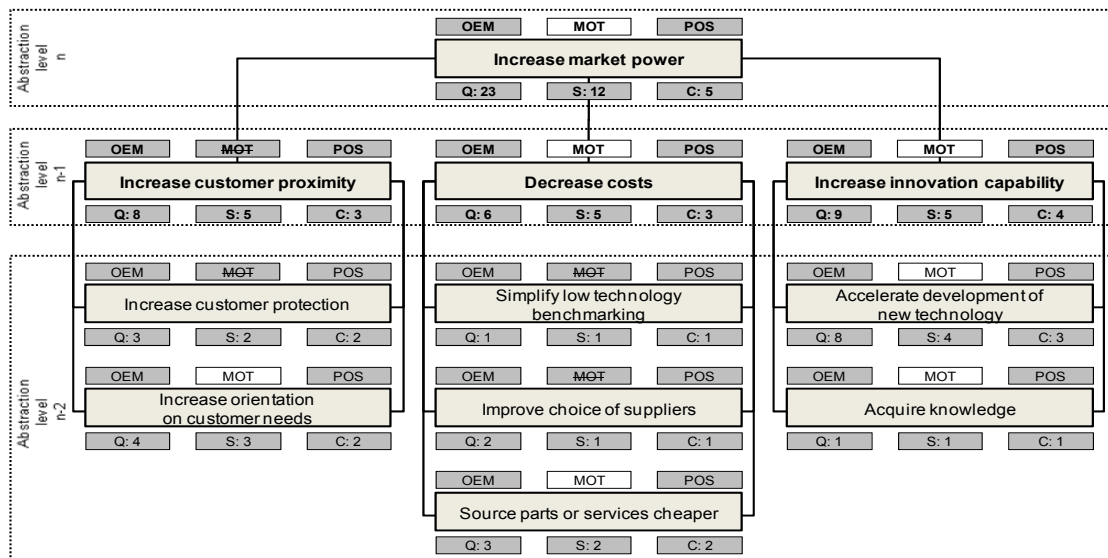 Abstraction
level
n
OEM MOT POS
Increase market power
Q: 23 S: 12 C: 5
Abstraction
level
n-1
OEM MOT POS
Increase customer proximity
Q: 8 S: 5 C: 3
OEM MOT POS
Decrease costs
Q: 6 S: 5 C: 3
OEM MOT POS
Increase innovation capability
Q: 9 S: 5 C: 4
Abstraction
level
n-2
OEM MOT POS
Increase customer protection
Q: 3 S: 2 C: 2
OEM MOT POS
Increase orientation
on customer needs
Q: 4 S: 3 C: 2
OEM MOT POS
Simplify low technology
benchmarking
Q: 1 S: 1 C: 1
OEM MOT POS
Improve choice of suppliers
Q: 2 S: 1 C: 1
OEM MOT POS
Source parts or services cheaper
Q: 3 S: 2 C: 2
OEM MOT POS
Accelerate development of
new technology
Q: 8 S: 4 C: 3
OEM MOT POS
Acquire knowledge
Q: 1 S: 1 C: 1